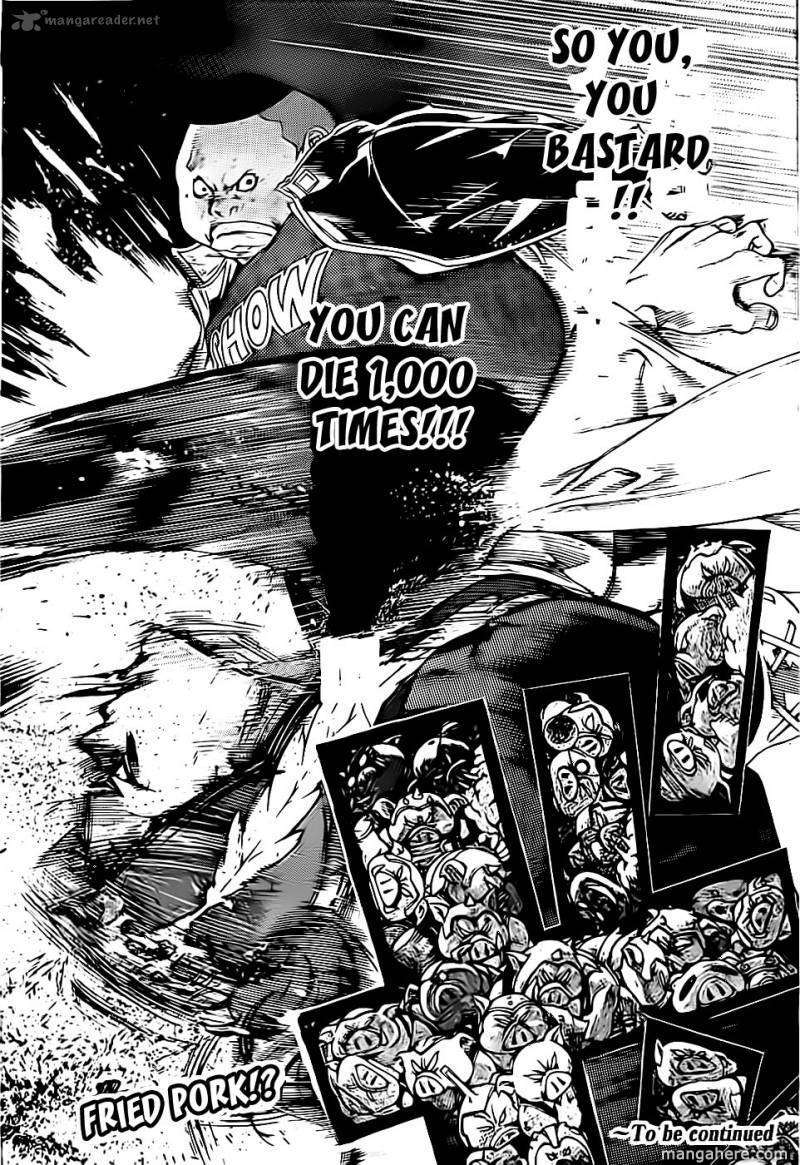 mangareader.net
SO YOU,
YOU
BASTARD
!!
SHOW
YOU CAN
DIE 1,000
TIMES!!!
FRIED PORK!?
~To be continued
mangahere.com